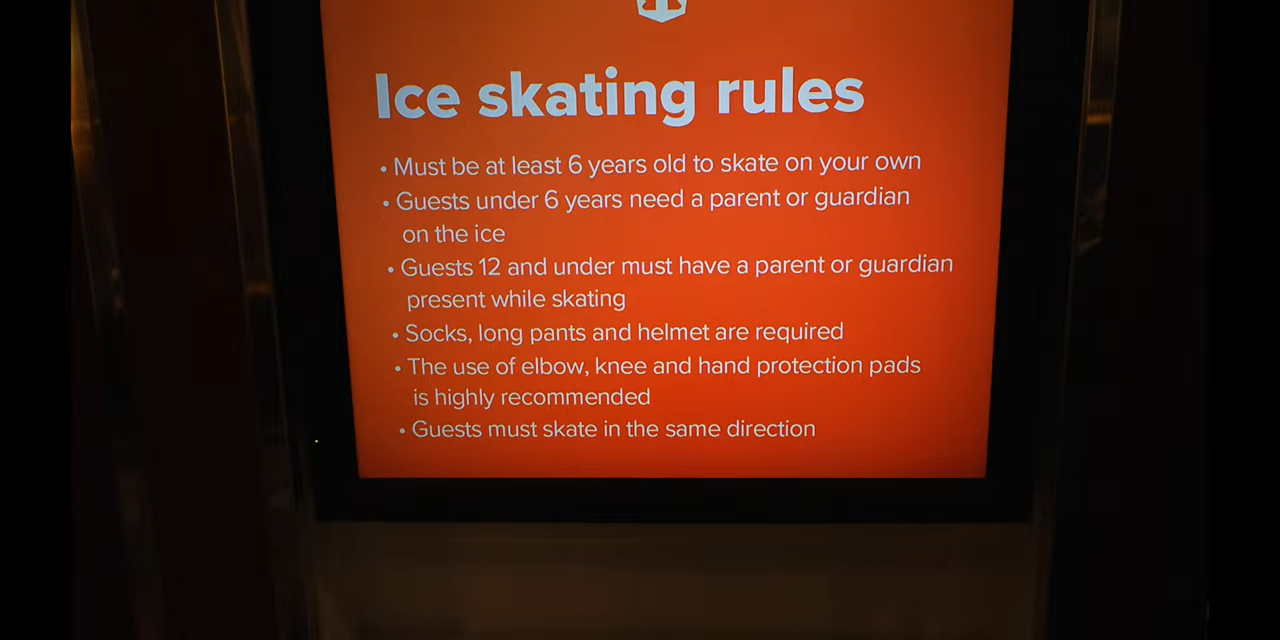 Ice skating rules
• Must be at least 6 years old to skate on your own
• Guests under 6 years need a parent or guardian
on the ice
• Guests 12 and under must have a parent or guardian
present while skating
• Socks, long pants and helmet are required
• The use of elbow, knee and hand protection pads
is highly recommended
• Guests must skate in the same direction